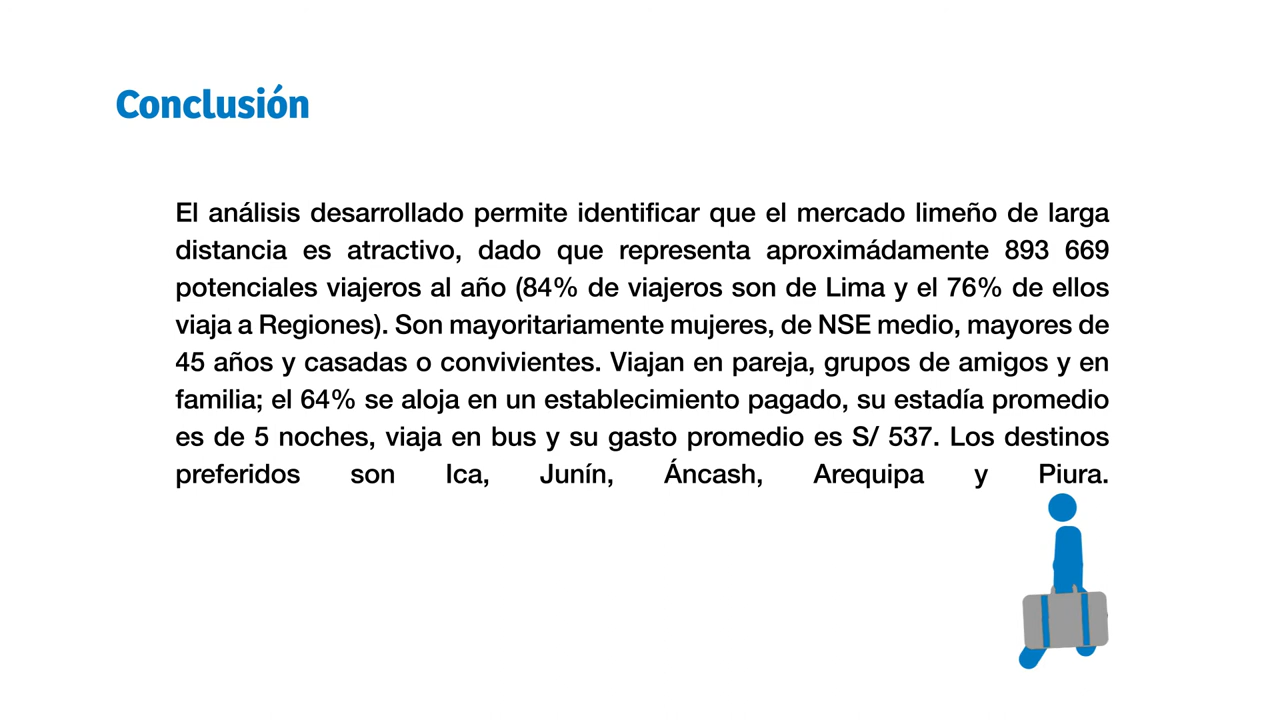 Conclusión
El análisis desarrollado permite identificar que el mercado limeño de larga
distancia es atractivo, dado que representa aproximádamente 893 669
potenciales viajeros al año (84% de viajeros son de Lima y el 76% de ellos
viaja a Regiones). Son mayoritariamente mujeres, de NSE medio, mayores de
45 años y casadas o convivientes. Viajan en pareja, grupos de amigos y en
familia; el 64% se aloja en un establecimiento pagado, su estadía promedio
es de 5 noches, viaja en bus y su gasto promedio es S/ 537. Los destinos
preferidos son Ica, Junín, Áncash, Arequipa y Piura.